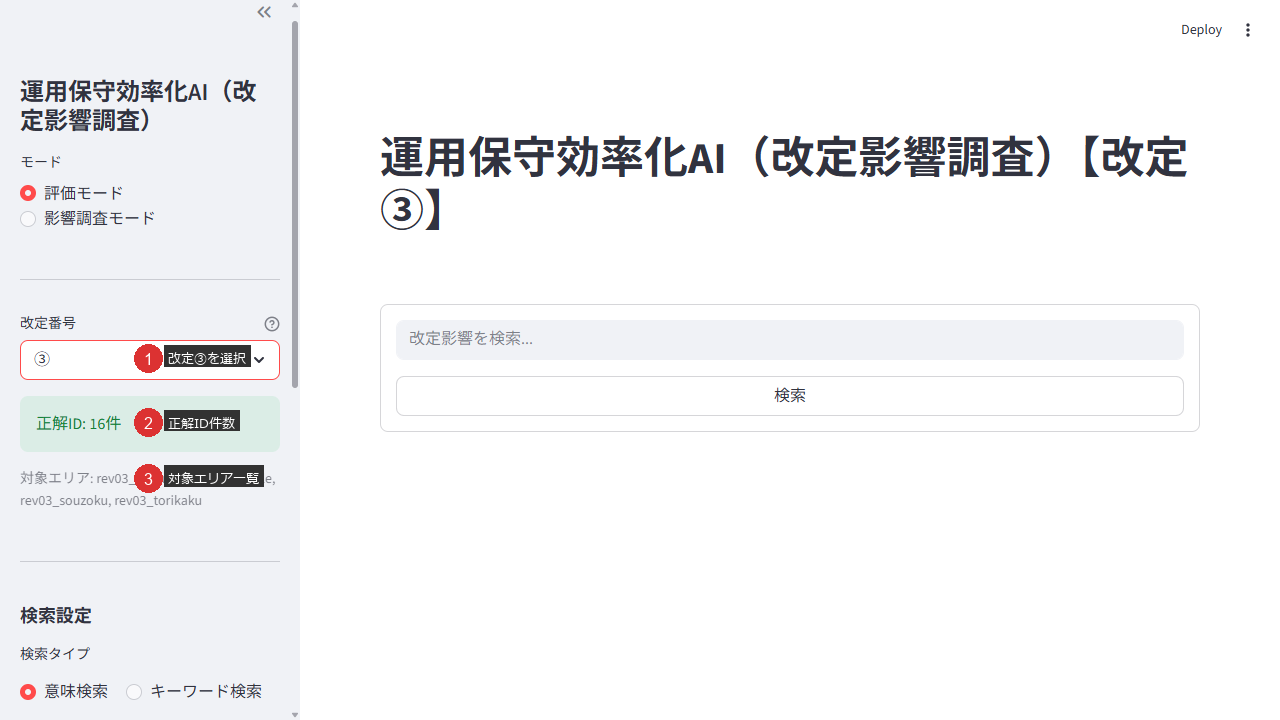 Deploy
運用保守効率化AI（改
定影響調査）
モード
評価モード
影響調査モード
改定番号
③
1 改定③を選択
正解ID: 16件
2 正解ID件数
対象エリア: rev03_
3 対象エリア一覧
e,
rev03_souzoku, rev03_torikaku
検索設定
検索タイプ
意味検索 キーワード検索
運用保守効率化AI（改定影響調査）【改定
③】
改定影響を検索...
検索